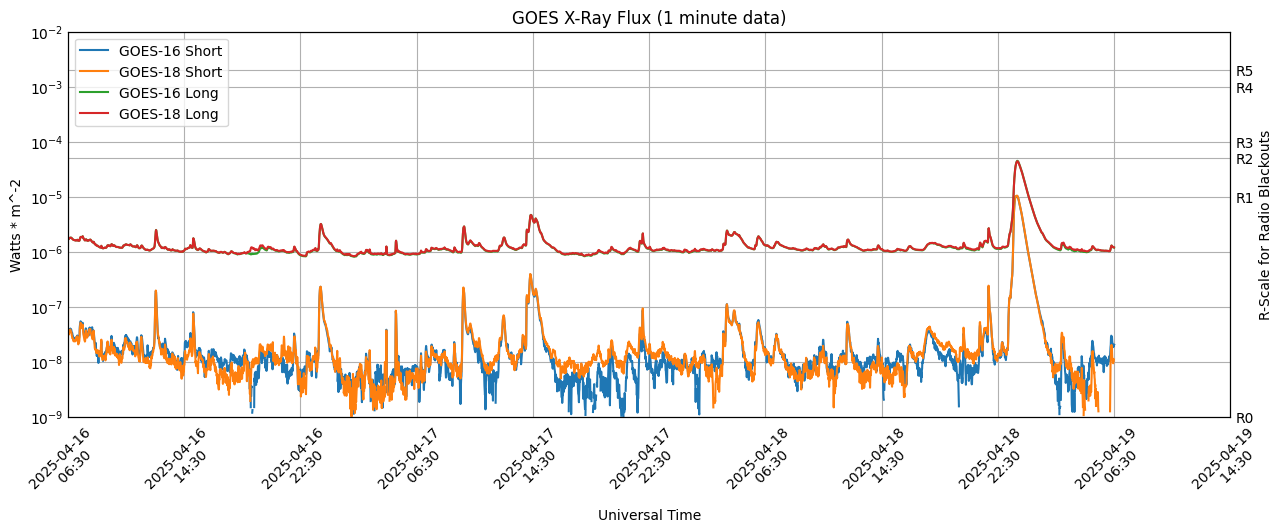 GOES X-Ray Flux (1 minute data)
GOES-16 Short
GOES-18 Short
GOES-16 Long
GOES-18 Long
10^-2
10^-3
10^-4
10^-5
10^-6
10^-7
10^-8
10^-9
Watts * m^-2
R5
R4
R3
R2
R1
R0
R-Scale for Radio Blackouts
2025-04-16
06:30
2025-04-16
14:30
2025-04-16
22:30
2025-04-17
06:30
2025-04-17
14:30
2025-04-17
22:30
2025-04-18
06:30
2025-04-18
14:30
2025-04-18
22:30
2025-04-19
06:30
2025-04-19
14:30
Universal Time